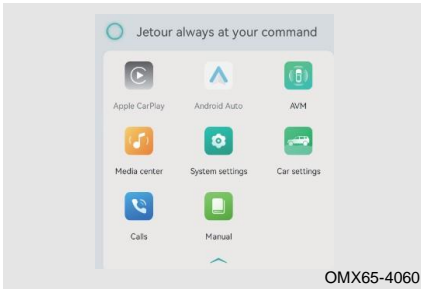 Jetour always at your command
Apple CarPlay
Android Auto
AVM
Media center
System settings
Car settings
Calls
Manual
OMX65-4060